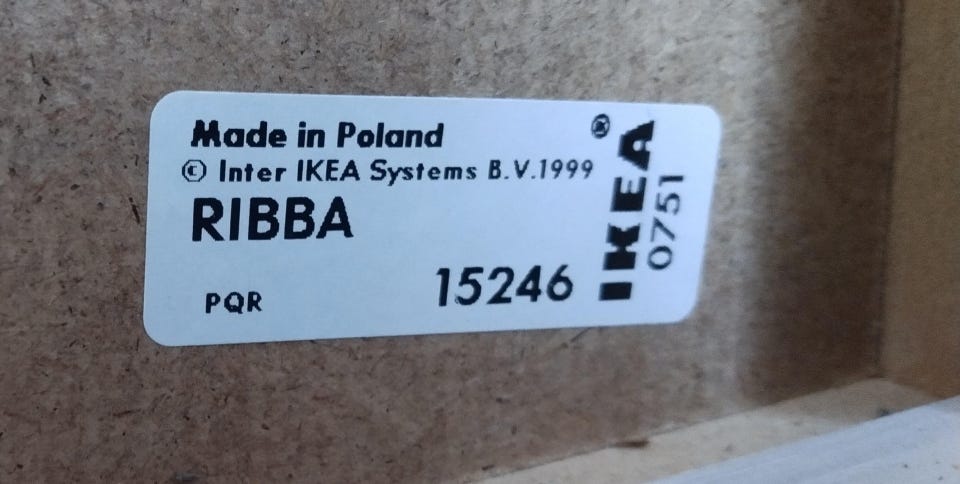 Made in Poland
© Inter IKEA Systems B.V.1999
RIBBA
PQR
15246
®
IKEA
0751